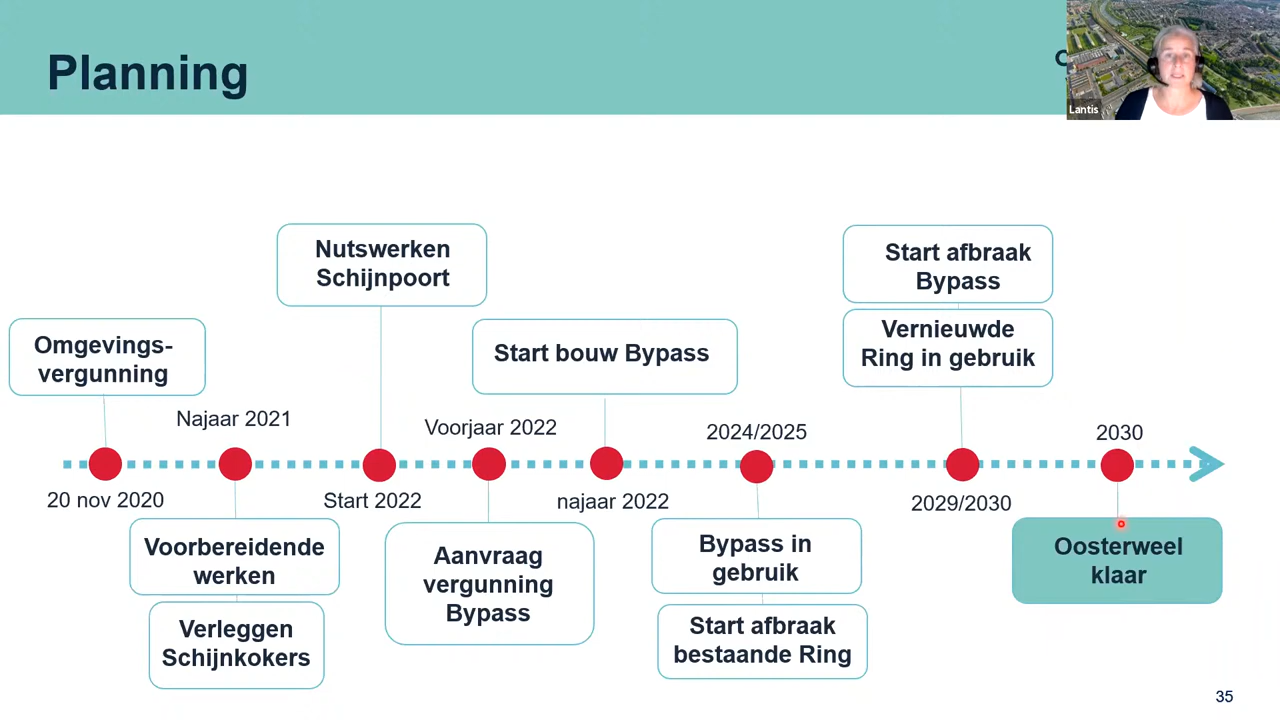 Planning
Lantis
Nutswerken
Schijnpoort
Start afbraak
Bypass
Omgevings-
vergunning
Start bouw Bypass
Vernieuwde
Ring in gebruik
Najaar 2021
Voorjaar 2022
2024/2025
2030
20 nov 2020
Start 2022
najaar 2022
2029/2030
Voorbereidende
werken
Verleggen
Schijnkokers
Aanvraag
vergunning
Bypass
Bypass in
gebruik
Start afbraak
bestaande Ring
Oosterweel
klaar
35